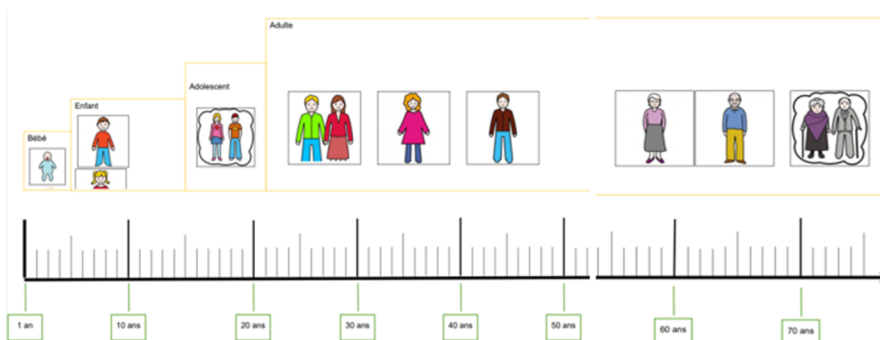 Adulte
Adolescent
Enfant
Bébé
1 an
10 ans
20 ans
30 ans
40 ans
50 ans
60 ans
70 ans